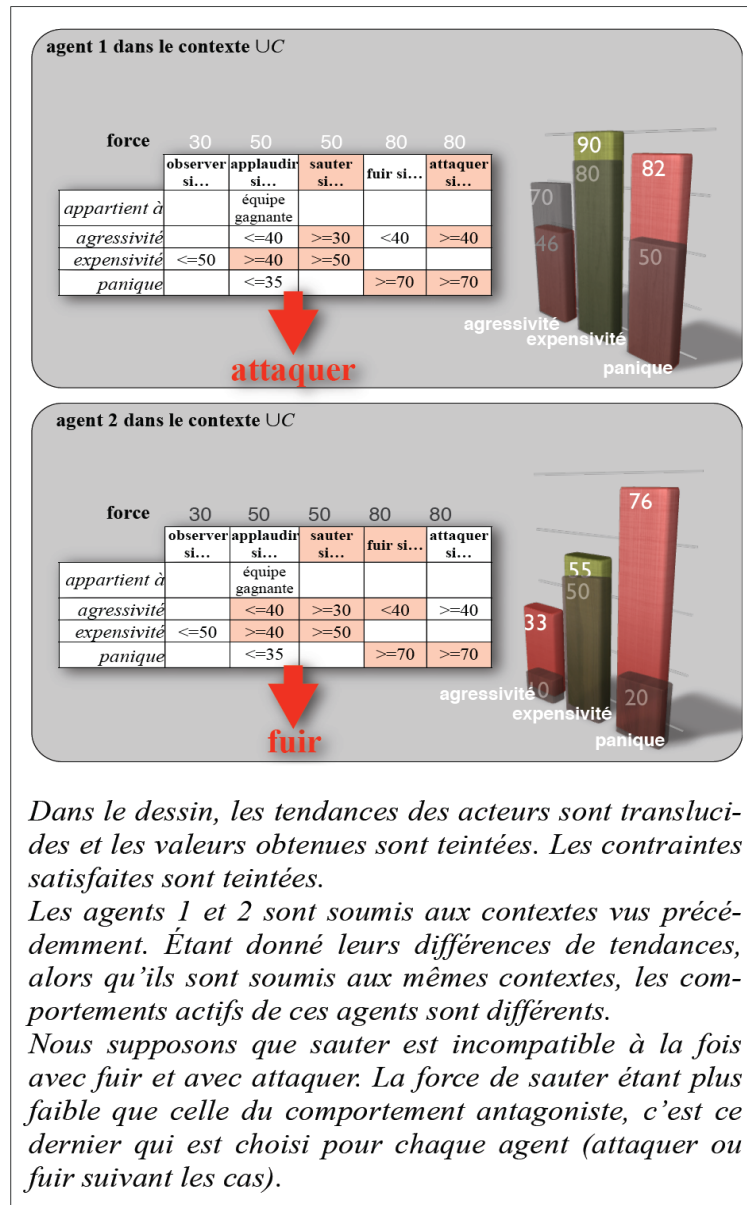 agent 1 dans le contexte ∪C
force 30 50 50 80 80
observer si… applaudir si… sauter si… fuir si… attaquer si…
appartient à équipe gagnante
agressivité <=40 >=30 <40 >=40
expensivité <=50 >=40 >=50
panique <=35 >=70 >=70
attaquer
70 46 90 80 82 50
agressivité
expensivité
panique
agent 2 dans le contexte ∪C
force 30 50 50 80 80
observer si… applaudir si… sauter si… fuir si… attaquer si…
appartient à équipe gagnante
agressivité <=40 >=30 <40 >=40
expensivité <=50 >=40 >=50
panique <=35 >=70 >=70
fuir
33 10 55 50 76 20
agressivité
expensivité
panique
Dans le dessin, les tendances des acteurs sont transluci-
des et les valeurs obtenues sont teintées. Les contraintes
satisfaites sont teintées.
Les agents 1 et 2 sont soumis aux contextes vus précé-
demment. Étant donné leurs différences de tendances,
alors qu’ils sont soumis aux mêmes contextes, les com-
portements actifs de ces agents sont différents.
Nous supposons que sauter est incompatible à la fois
avec fuir et avec attaquer. La force de sauter étant plus
faible que celle du comportement antagoniste, c’est ce
dernier qui est choisi pour chaque agent (attaquer ou
fuir suivant les cas).